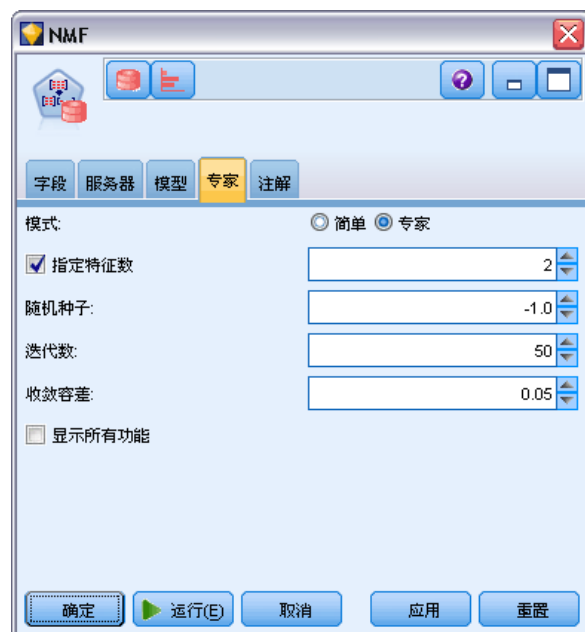 NMF
字段 服务器 模型 专家 注解
模式: 简单 专家
指定特征数 2
随机种子: -1.0
迭代数: 50
收敛容差: 0.05
显示所有功能
确定 运行(E) 取消 应用 重置